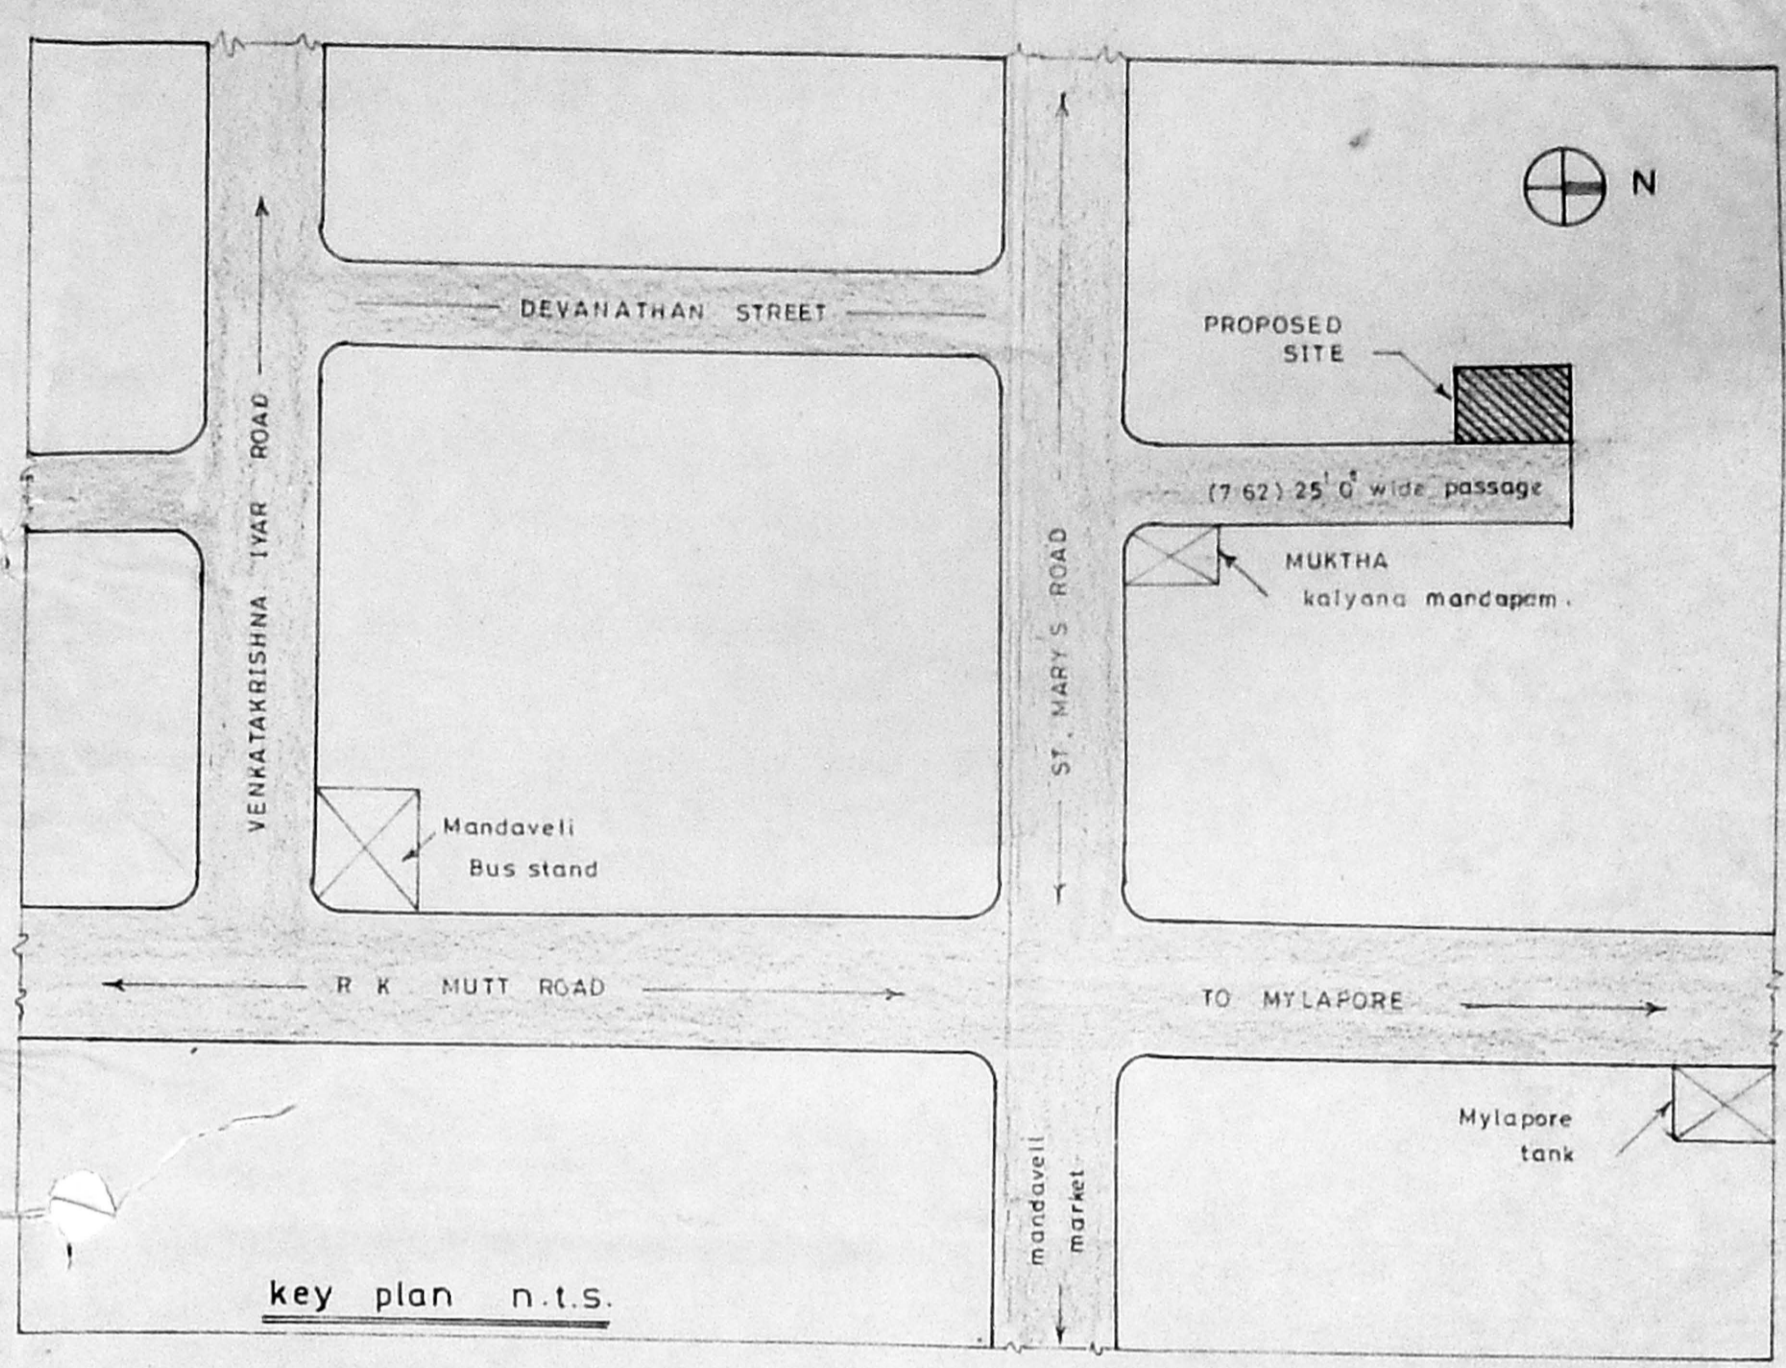 N
DEVANATHAN STREET
PROPOSED
SITE
VENKATAKRISHNA IYAR ROAD
(7.62) 25' 0" wide passage
ST. MARY'S ROAD
MUKTHA
kalyana mandapam.
Mandaveli
Bus stand
R K MUTT ROAD
TO MYLAPORE
Mylapore
tank
mandaveli
market
key plan n.t.s.